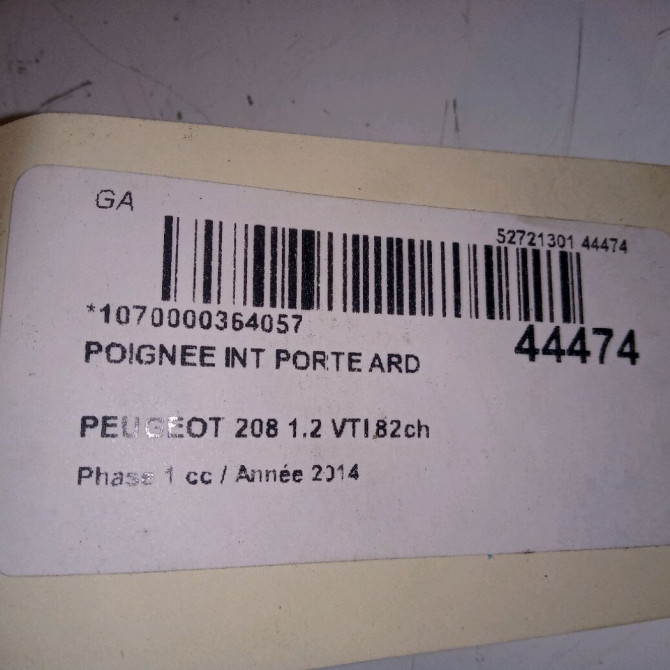 GA
52721301 44474
*1070000364057
44474
POIGNEE INT PORTE ARD
PEUGEOT 208 1.2 VTI 82ch
Phase 1 cc / Année 2014